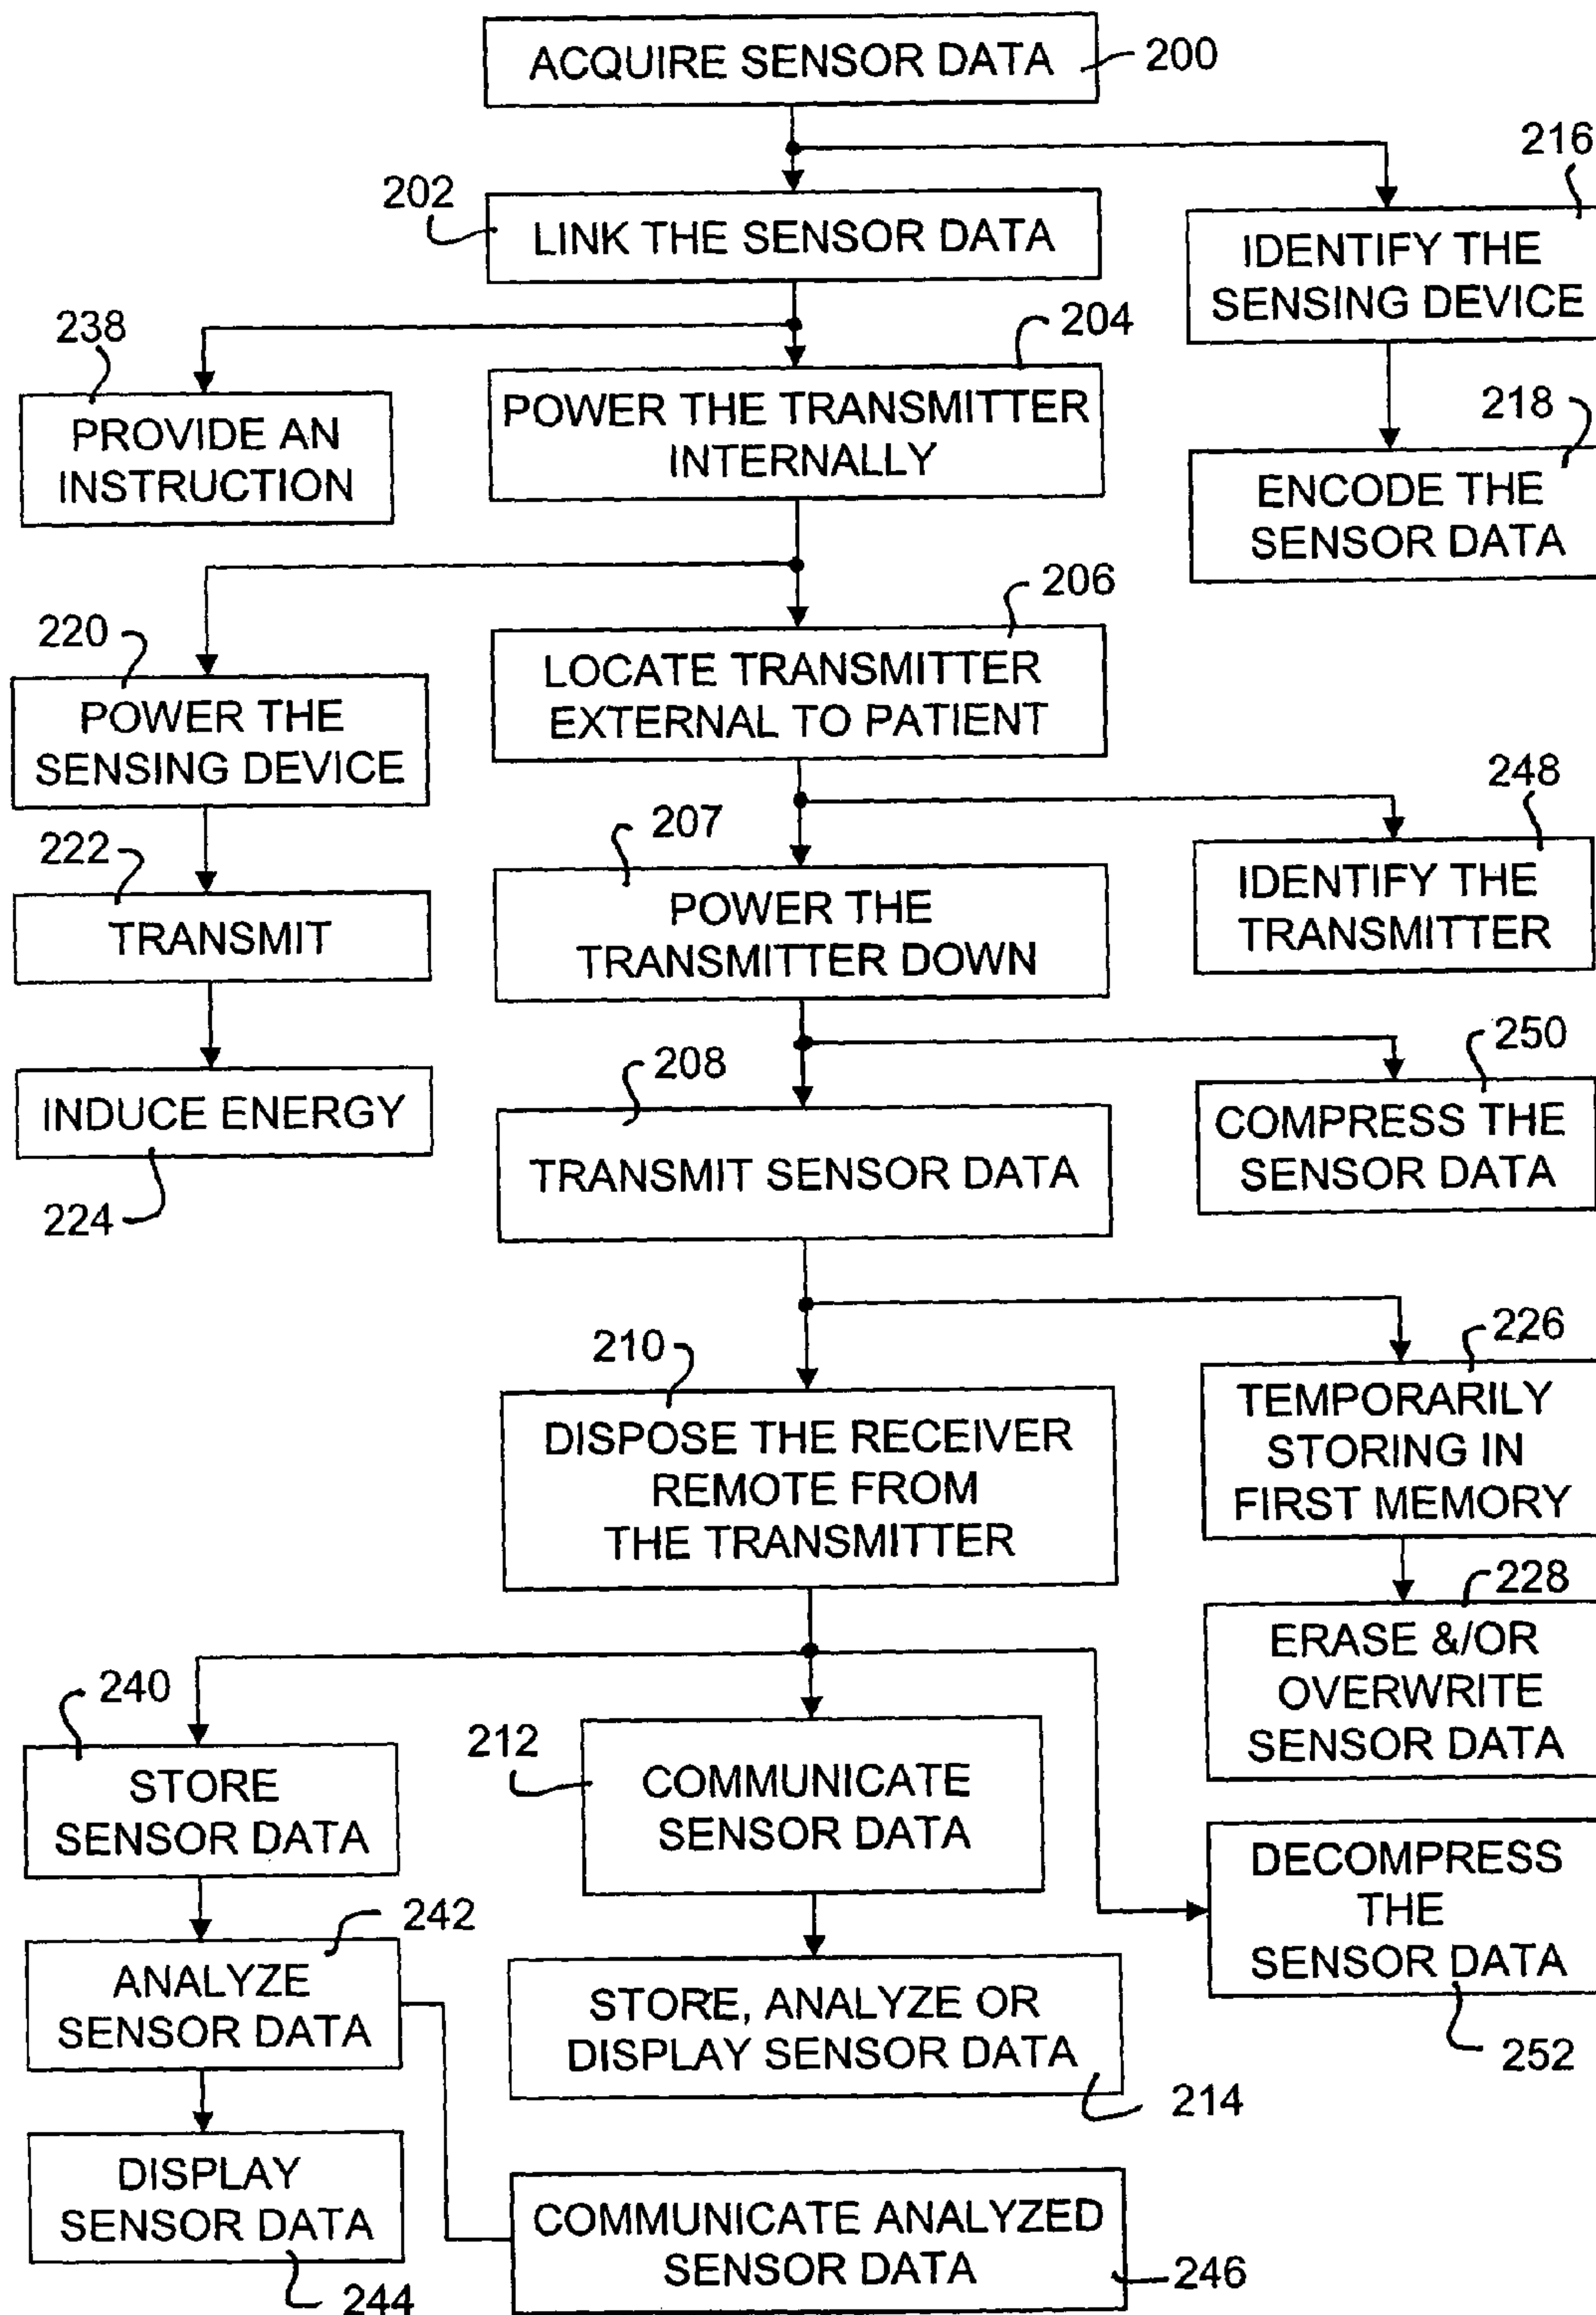 ACQUIRE SENSOR DATA
200
216
202
LINK THE SENSOR DATA
IDENTIFY THE
SENSING DEVICE
238
204
PROVIDE AN
INSTRUCTION
POWER THE TRANSMITTER
INTERNALLY
218
ENCODE THE
SENSOR DATA
206
220
LOCATE TRANSMITTER
EXTERNAL TO PATIENT
POWER THE
SENSING DEVICE
248
207
222
IDENTIFY THE
TRANSMITTER
POWER THE
TRANSMITTER DOWN
TRANSMIT
250
208
INDUCE ENERGY
COMPRESS THE
SENSOR DATA
TRANSMIT SENSOR DATA
224
226
210
TEMPORARILY
STORING IN
FIRST MEMORY
DISPOSE THE RECEIVER
REMOTE FROM
THE TRANSMITTER
228
ERASE &/OR
OVERWRITE
SENSOR DATA
240
212
STORE
SENSOR DATA
COMMUNICATE
SENSOR DATA
DECOMPRESS
THE
SENSOR DATA
242
ANALYZE
SENSOR DATA
STORE, ANALYZE OR
DISPLAY SENSOR DATA
252
214
DISPLAY
SENSOR DATA
COMMUNICATE ANALYZED
SENSOR DATA
246
244